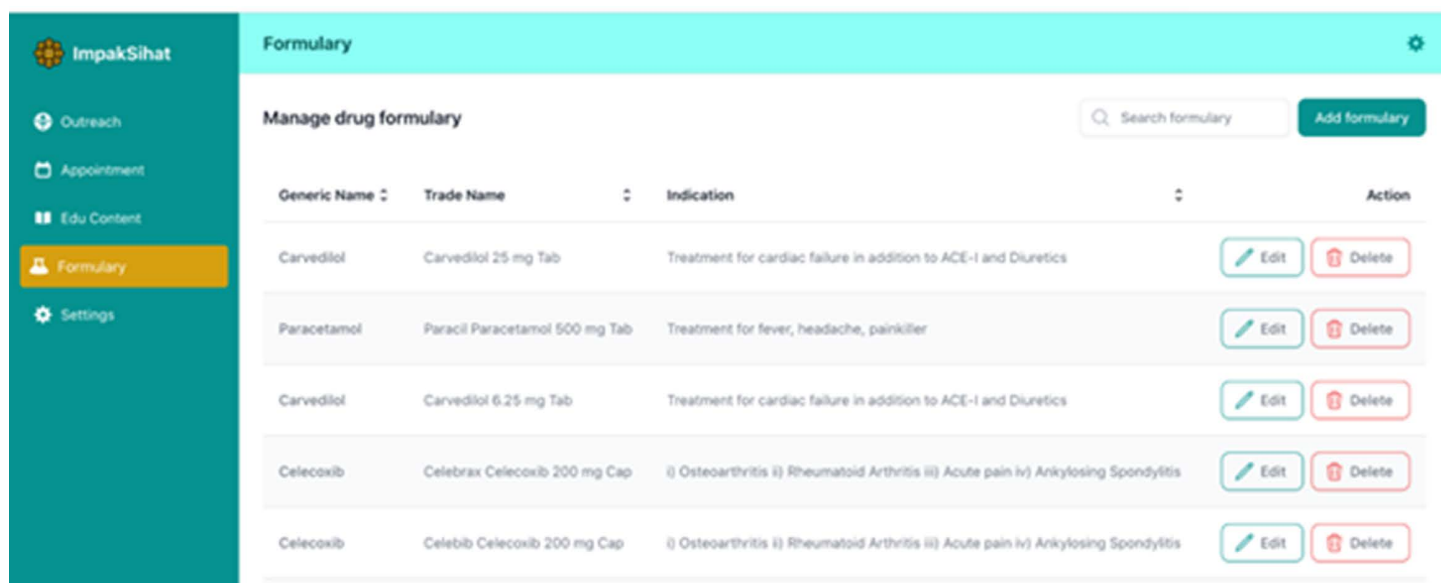 ImpakSihat
Outreach
Appointment
Edu Content
Formulary
Settings
Formulary
Manage drug formulary
Search formulary
Add formulary
Generic Name Trade Name Indication Action
Carvedilol Carvedilol 25 mg Tab Treatment for cardiac failure in addition to ACE-I and Diuretics Edit Delete
Paracetamol Paracil Paracetamol 500 mg Tab Treatment for fever, headache, painkiller Edit Delete
Carvedilol Carvedilol 6.25 mg Tab Treatment for cardiac failure in addition to ACE-I and Diuretics Edit Delete
Celecoxib Celebrax Celecoxib 200 mg Cap i) Osteoarthritis ii) Rheumatoid Arthritis iii) Acute pain iv) Ankylosing Spondylitis Edit Delete
Celecoxib Celebib Celecoxib 200 mg Cap i) Osteoarthritis ii) Rheumatoid Arthritis iii) Acute pain iv) Ankylosing Spondylitis Edit Delete